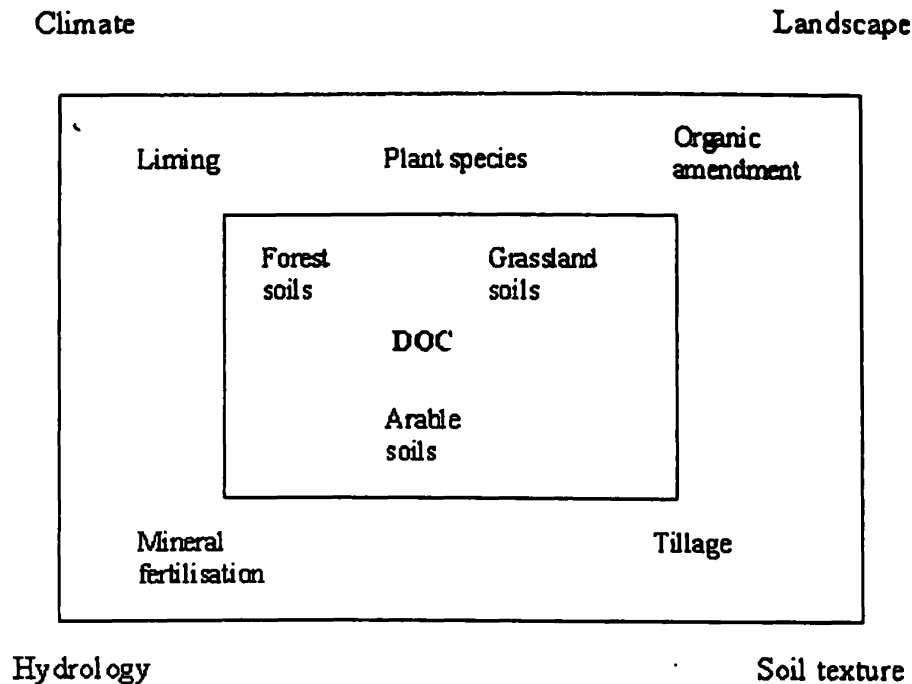 Climate
Landscape
Liming
Plant species
Organic
amendment
Forest
soils
Grassland
soils
DOC
Arable
soils
Mineral
fertilisation
Tillage
Hydrology
Soil texture